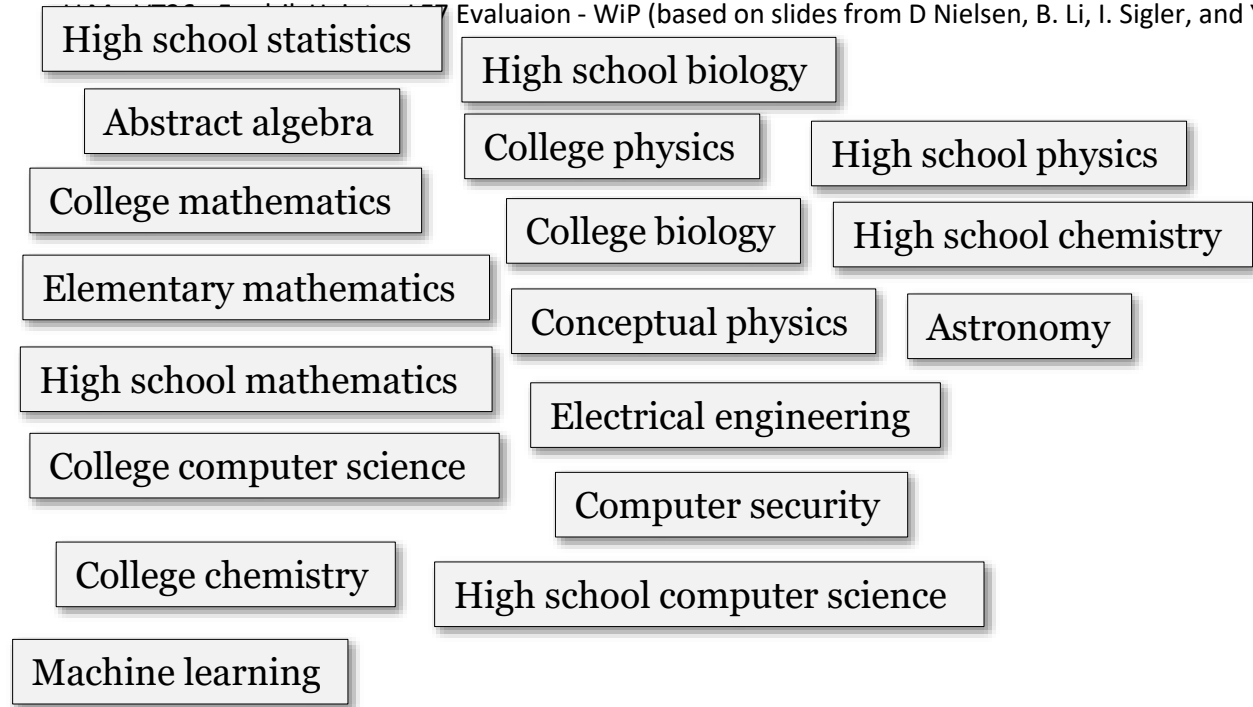 Evaluaion - WiP (based on slides from D Nielsen, B. Li, I. Sigler, and
High school statistics
High school biology
Abstract algebra
College physics
High school physics
College mathematics
College biology
High school chemistry
Elementary mathematics
Conceptual physics
Astronomy
High school mathematics
Electrical engineering
College computer science
Computer security
College chemistry
High school computer science
Machine learning